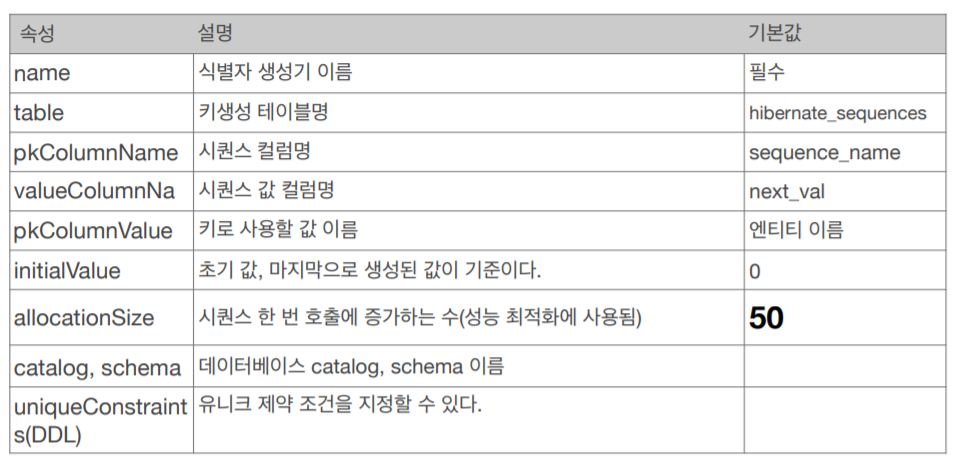 속성 설명 기본값
name 식별자 생성기 이름 필수
table 키생성 테이블명 hibernate_sequences
pkColumnName 시퀀스 컬럼명 sequence_name
valueColumnNa 시퀀스 값 컬럼명 next_val
pkColumnValue 키로 사용할 값 이름 엔티티 이름
initialValue 초기 값, 마지막으로 생성된 값이 기준이다. 0
allocationSize 시퀀스 한 번 호출에 증가하는 수(성능 최적화에 사용됨) 50
catalog, schema 데이터베이스 catalog, schema 이름
uniqueConstraint 유니크 제약 조건을 지정할 수 있다.
s(DDL)